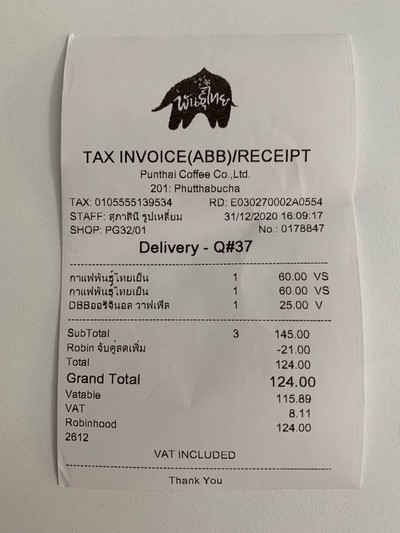 พันธุ์ไทย
TAX INVOICE(ABB)/RECEIPT
Punthai Coffee Co.,Ltd.
201: Phutthabucha
TAX: 0105555139534 RD: E030270002A0554
STAFF: สุภาสินี รูปเหลี่ยม 31/12/2020 16:09:17
SHOP: PG32/01 No.: 0178847
Delivery - Q#37
กาแฟพันธุ์ไทยเย็น 1 60.00 VS
กาแฟพันธุ์ไทยเย็น 1 60.00 VS
DBBออริจินอล วาฟเฟิล 1 25.00 V
SubTotal 3 145.00
Robin จับคู่ลดเพิ่ม -21.00
Total 124.00
Grand Total 124.00
Vatable 115.89
VAT 8.11
Robinhood 124.00
2612
VAT INCLUDED
Thank You